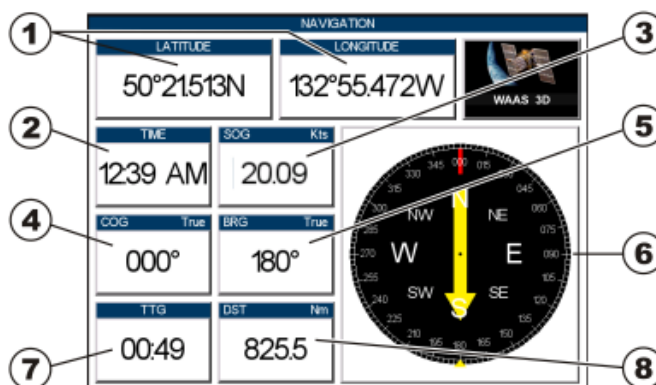 NAVIGATION
1
LATITUDE
LONGITUDE
3
50°21.513N
132°55.472W
WAAS 3D
2
TIME
SOG Kts
5
12:39 AM
20.09
4
COG True
BRG True
000°
180°
6
7
TTG
DST Nm
00:49
825.5
8
000
015
060
075
090
105
120
135
150
165
180
195
210
225
240
255
270
285
315
330
345
N
NE
E
SE
S
SW
W
NW